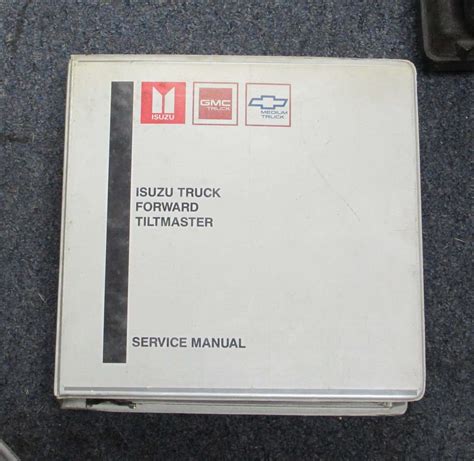 ISUZU
GMC
TRUCK
MEDIUM
TRUCK
ISUZU TRUCK
FORWARD
TILTMASTER
SERVICE MANUAL